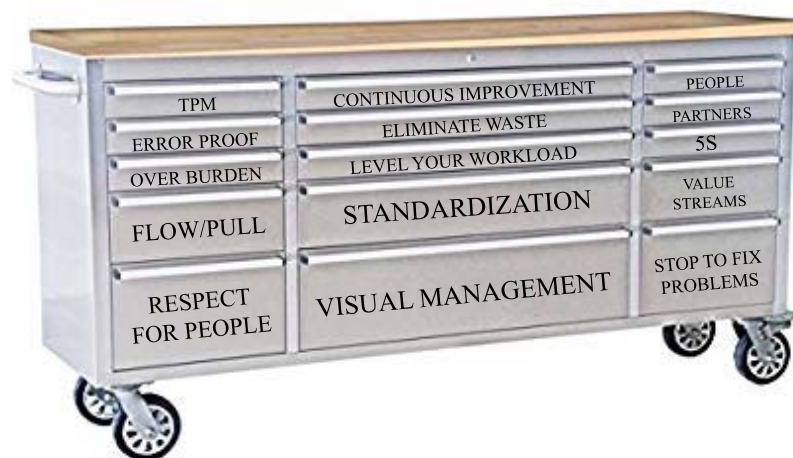 TPM
ERROR PROOF
OVER BURDEN
FLOW/PULL
RESPECT
FOR PEOPLE
CONTINUOUS IMPROVEMENT
ELIMINATE WASTE
LEVEL YOUR WORKLOAD
STANDARDIZATION
VISUAL MANAGEMENT
PEOPLE
PARTNERS
5S
VALUE
STREAMS
STOP TO FIX
PROBLEMS